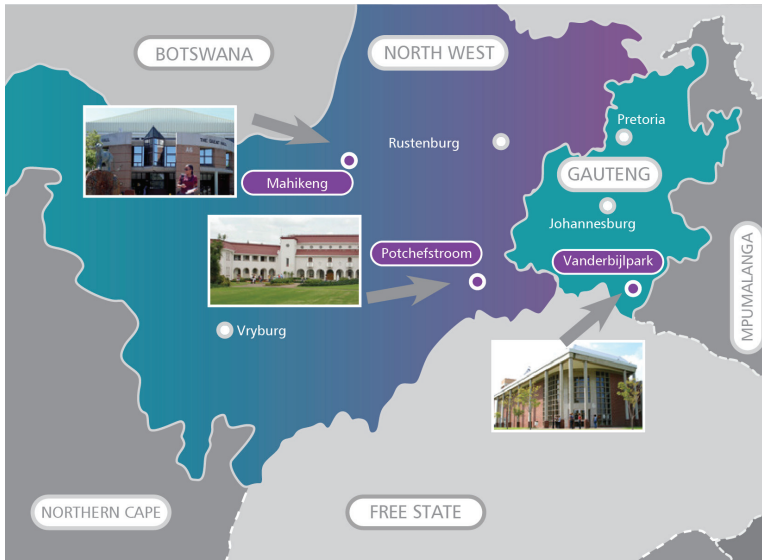 BOTSWANA
NORTH WEST
Pretoria
Rustenburg
GAUTENG
Mahikeng
Johannesburg
Potchefstroom
Vanderbijlpark
MPUMALANGA
Vryburg
NORTHERN CAPE
FREE STATE